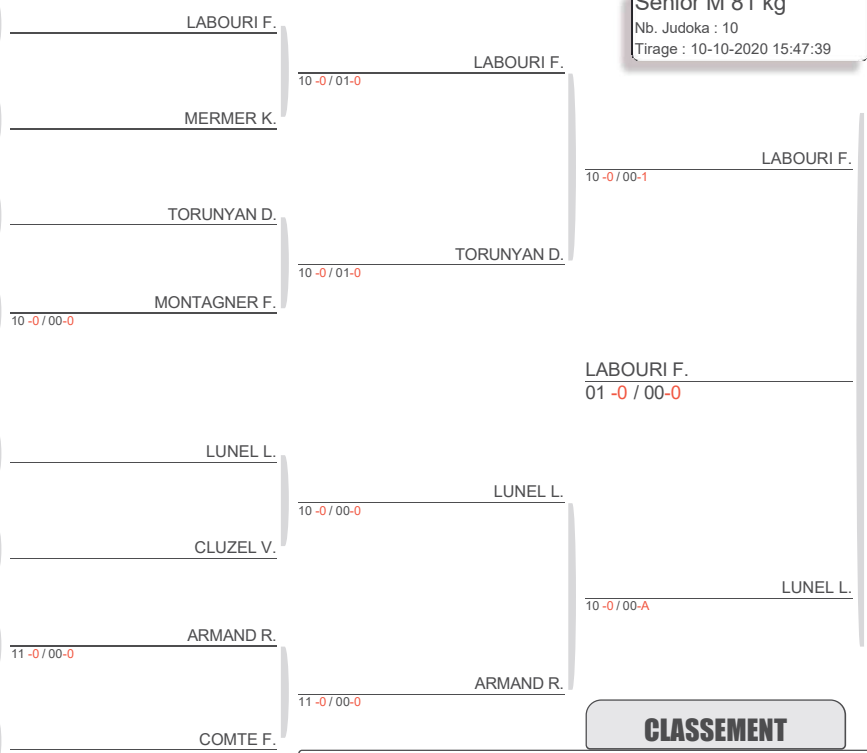 Senior M 81 kg
Nb. Judoka : 10
Tirage : 10-10-2020 15:47:39
LABOURI F.
MERMER K.
TORUNYAN D.
MONTAGNER F.
10 -0 / 00-0
LUNEL L.
CLUZEL V.
ARMAND R.
11 -0 / 00-0
COMTE F.
LABOURI F.
10 -0 / 01-0
TORUNYAN D.
10 -0 / 01-0
LUNEL L.
10 -0 / 00-0
ARMAND R.
11 -0 / 00-0
LABOURI F.
10 -0 / 00-1
LABOURI F.
01 -0 / 00-0
LUNEL L.
10 -0 / 00-A
CLASSEMENT